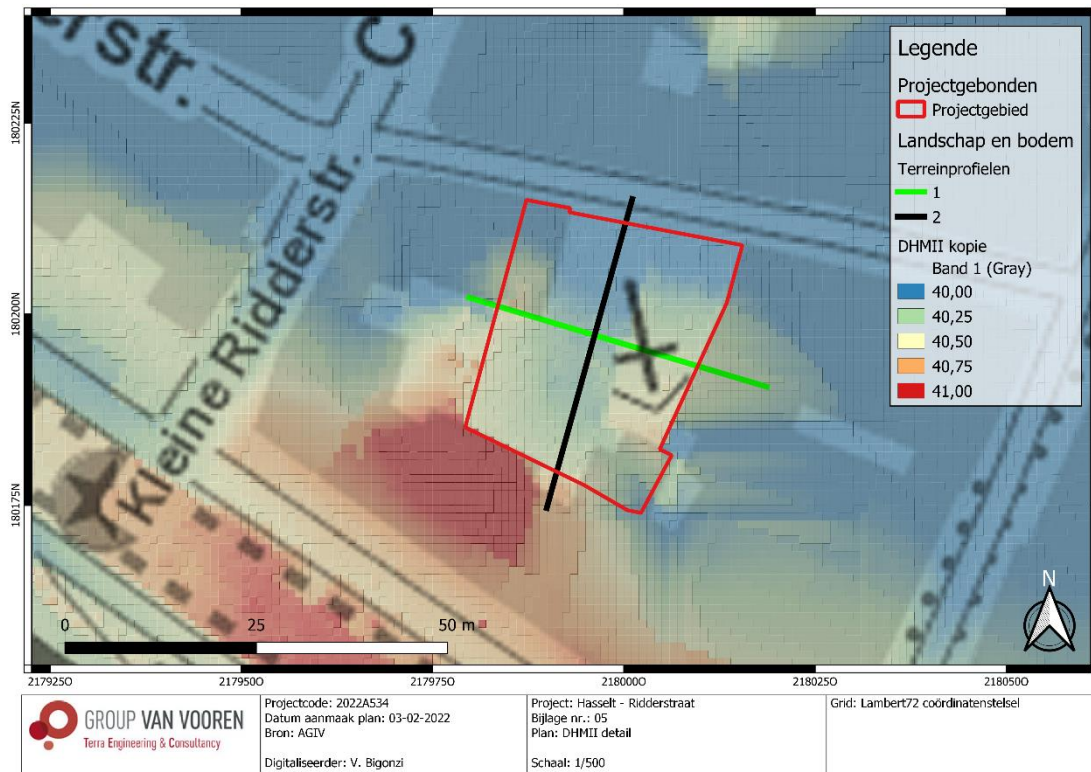 erstr.
C
Kleine Ridderstr.
Legende
Projectgebonden
Projectgebied
Landschap en bodem
Terreinprofielen
1
2
DHMII kopie
Band 1 (Gray)
40,00
40,25
40,50
40,75
41,00
180225N
180200N
180175N
0 25 50 m
N
2179250 2179500 2179750 2180000 2180250 2180500
GROUP VAN VOOREN
Terra Engineering & Consultancy
Projectcode: 2022A534
Datum aanmaak plan: 03-02-2022
Bron: AGIV
Digitaliseerder: V. Bigonzi
Project: Hasselt - Ridderstraat
Bijlage nr.: 05
Plan: DHMII detail
Schaal: 1/500
Grid: Lambert72 coördinatenstelsel